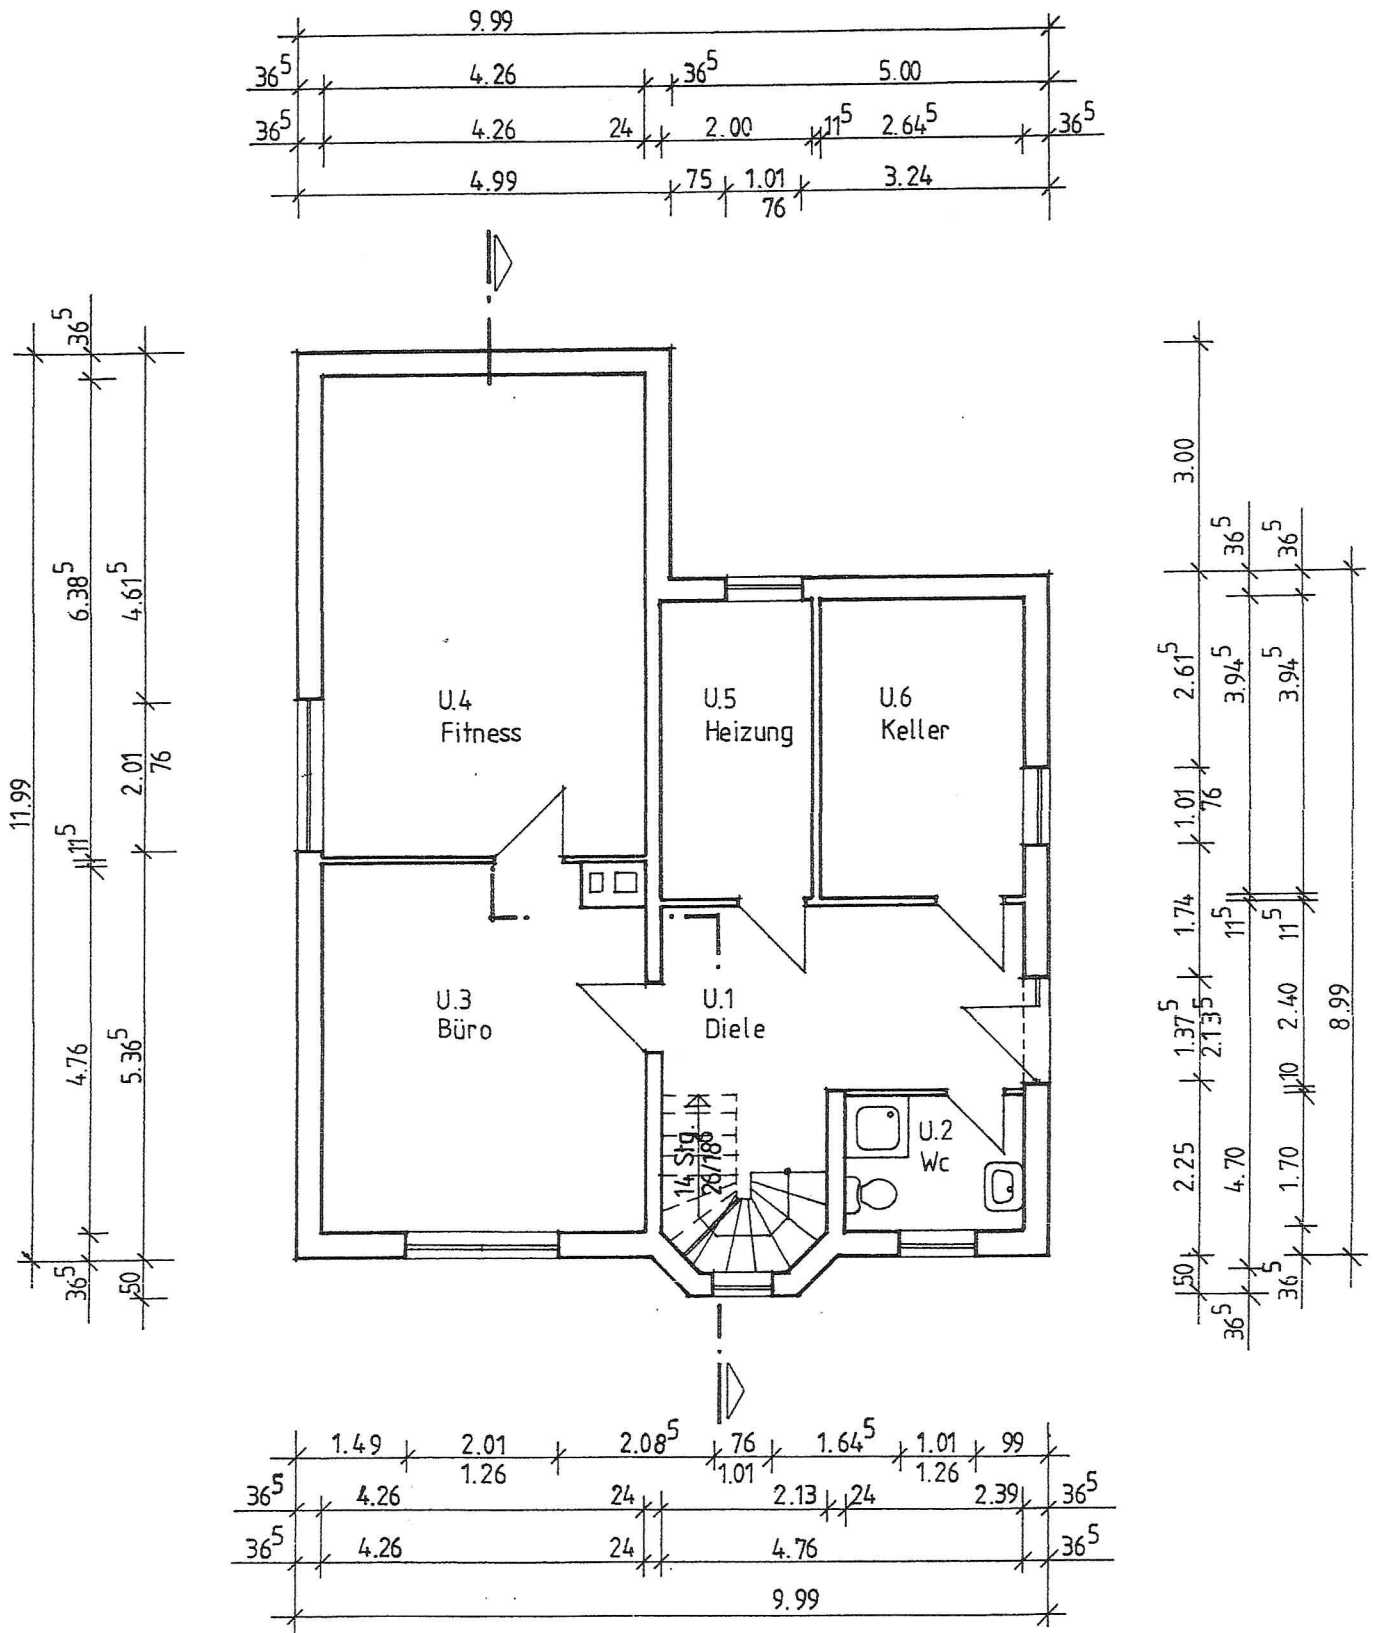 9.99
36⁵ 4.26 36⁵ 5.00
36⁵ 4.26 24 2.00 11⁵ 2.64⁵ 36⁵
4.99 75 1.01 3.24
76
36⁵
6.38⁵
11⁵
4.76
36⁵
11.99
4.61⁵
2.01
76
5.36⁵
50
U.4
Fitness
U.5
Heizung
U.6
Keller
U.3
Büro
U.1
Diele
U.2
Wc
14 Stg.
26/18⁸
3.00
2.61⁵
1.01
76
1.74
1.37⁵
2.13⁵
2.25
50
36⁵
3.94⁵
11⁵
4.70
36⁵
36⁵
3.94⁵
11⁵
2.40
10
1.70
36⁵
8.99
1.49 2.01 2.08⁵ 76 1.64⁵ 1.01 99
1.26 1.01 1.26
36⁵ 4.26 24 2.13 24 2.39 36⁵
36⁵ 4.26 24 4.76 36⁵
9.99